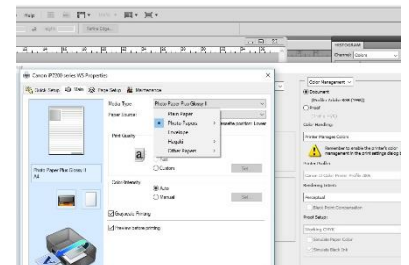 Help
HISTOGRAM
Channel: Colors
Canon iP7200 series WS Properties
Quick Setup Main Page Setup Maintenance
Media Type: Photo Paper Plus Glossy II
Paper Source:
Plain Paper
Photo Papers
Envelope
Hagaki
Other Papers
Cassette position: Lower
Print Quality
Custom
Set
Photo Paper Plus Glossy II
A4
Color/Intensity
Auto
Manual
Set
Grayscale Printing
Preview before printing
Color Management
Document
Proof
Color Handling:
Printer Manages Colors
Remember to enable the printer's color
management in the print settings dialog
Printer Profile:
Rendering Intent:
Perceptual
Black Point Compensation
Proof Setup:
Working CMYK
Simulate Paper Color
Simulate Black Ink